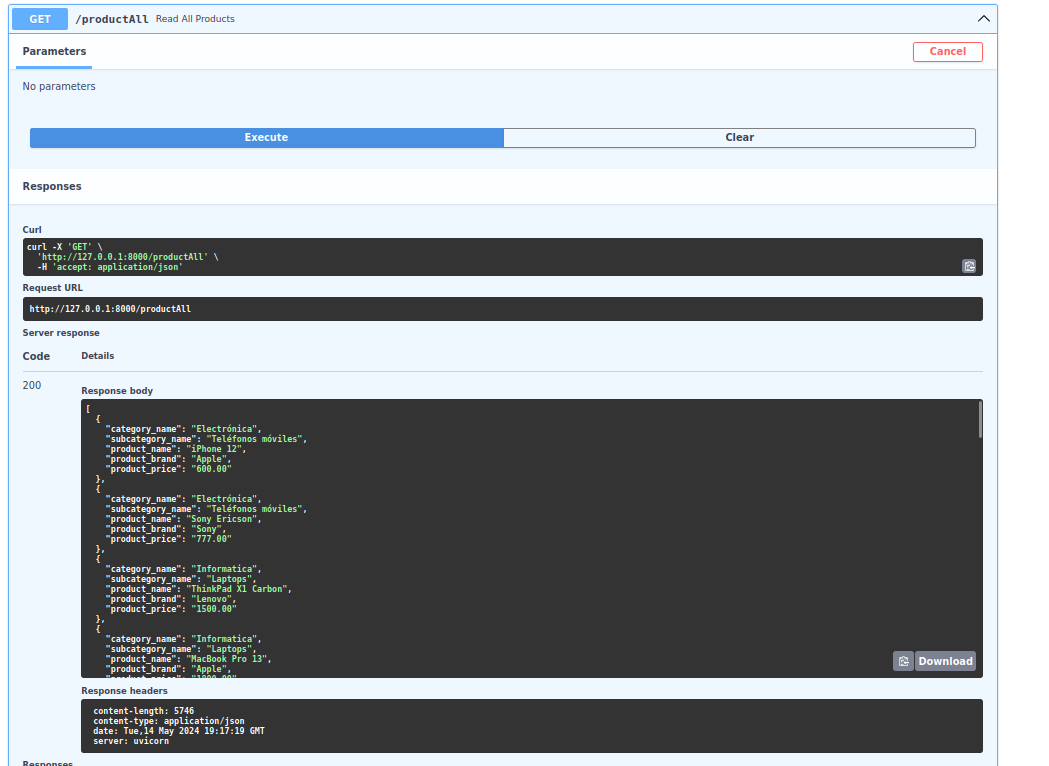 GET /productAll Read All Products
Parameters
Cancel
No parameters
Execute
Clear
Responses
Curl
curl -X 'GET' \
'http://127.0.0.1:8000/productAll' \
-H 'accept: application/json'
Request URL
http://127.0.0.1:8000/productAll
Server response
Code Details
200
Response body
[
{
"category_name": "Electrónica",
"subcategory_name": "Teléfonos móviles",
"product_name": "iPhone 12",
"product_brand": "Apple",
"product_price": "600.00"
},
{
"category_name": "Electrónica",
"subcategory_name": "Teléfonos móviles",
"product_name": "Sony Ericson",
"product_brand": "Sony",
"product_price": "777.00"
},
{
"category_name": "Informatica",
"subcategory_name": "Laptops",
"product_name": "ThinkPad X1 Carbon",
"product_brand": "Lenovo",
"product_price": "1500.00"
},
{
"category_name": "Informatica",
"subcategory_name": "Laptops",
"product_name": "MacBook Pro 13",
"product_brand": "Apple",
Download
Response headers
content-length: 5746
content-type: application/json
date: Tue,14 May 2024 19:17:19 GMT
server: uvicorn
Responses